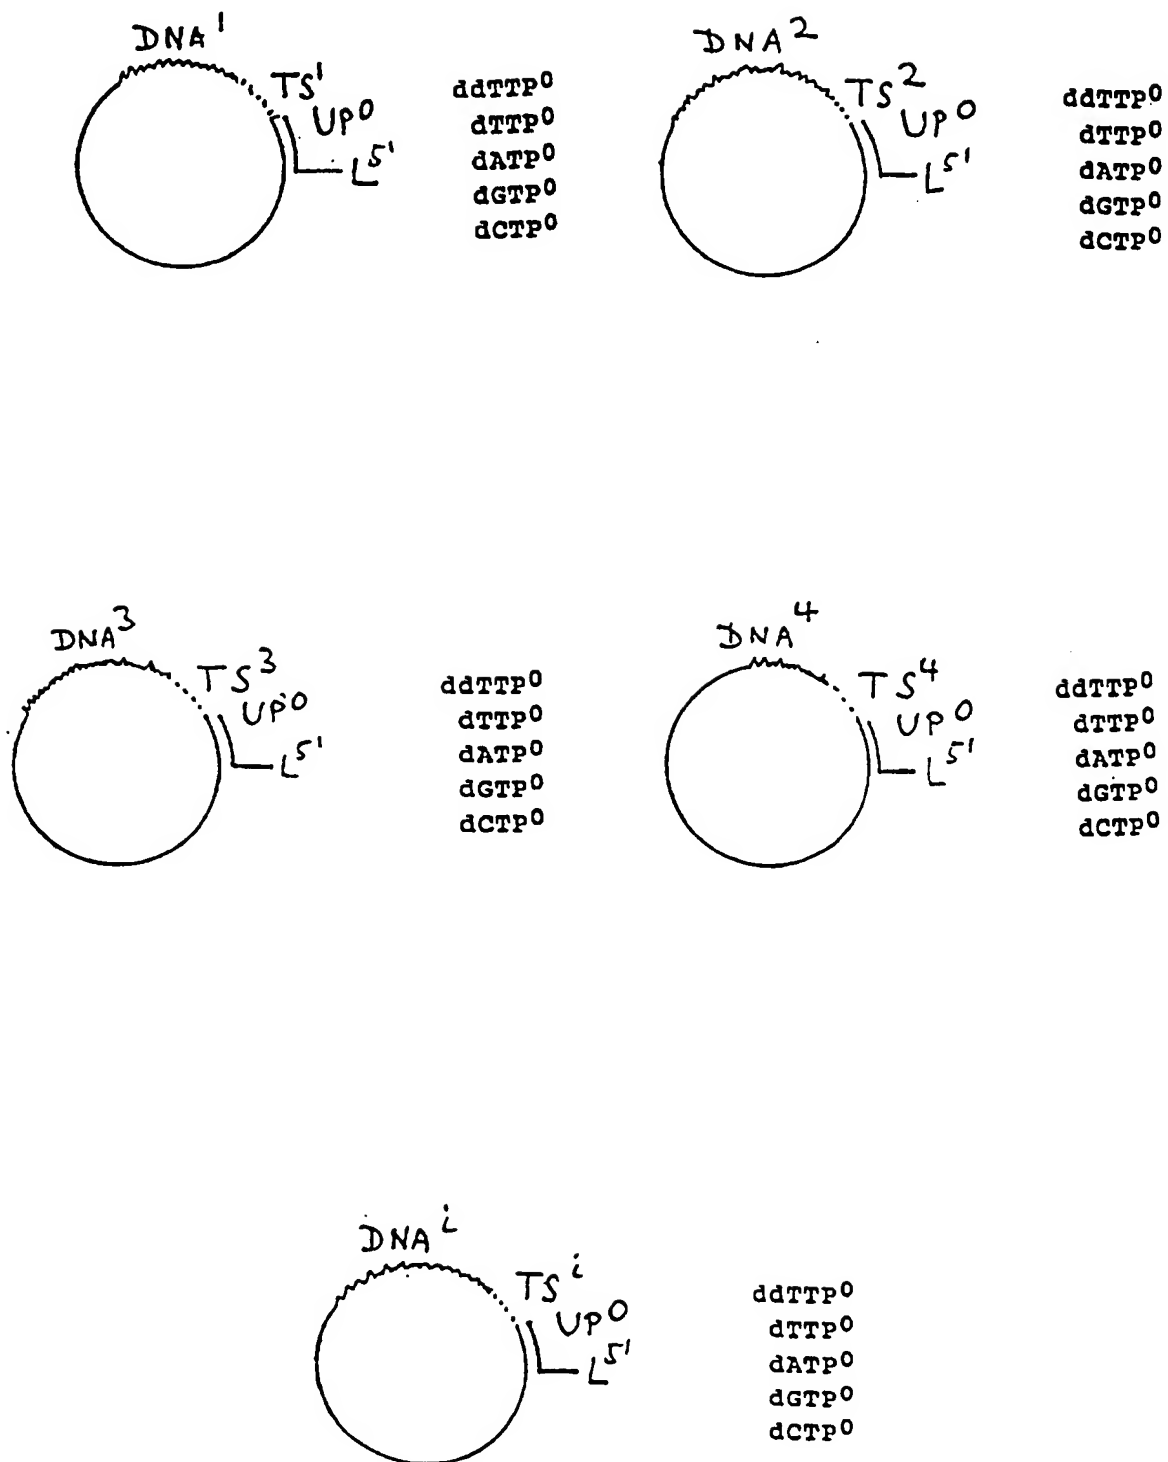 DNA¹
TS¹
UP⁰
L⁵'
ddTTP⁰
dTTP⁰
dATP⁰
dGTP⁰
dCTP⁰
DNA²
TS²
UP⁰
L⁵'
ddTTP⁰
dTTP⁰
dATP⁰
dGTP⁰
dCTP⁰
DNA³
TS³
UP⁰
L⁵'
ddTTP⁰
dTTP⁰
dATP⁰
dGTP⁰
dCTP⁰
DNA⁴
TS⁴
UP⁰
L⁵'
ddTTP⁰
dTTP⁰
dATP⁰
dGTP⁰
dCTP⁰
DNAⁱ
TSⁱ
UP⁰
L⁵'
ddTTP⁰
dTTP⁰
dATP⁰
dGTP⁰
dCTP⁰